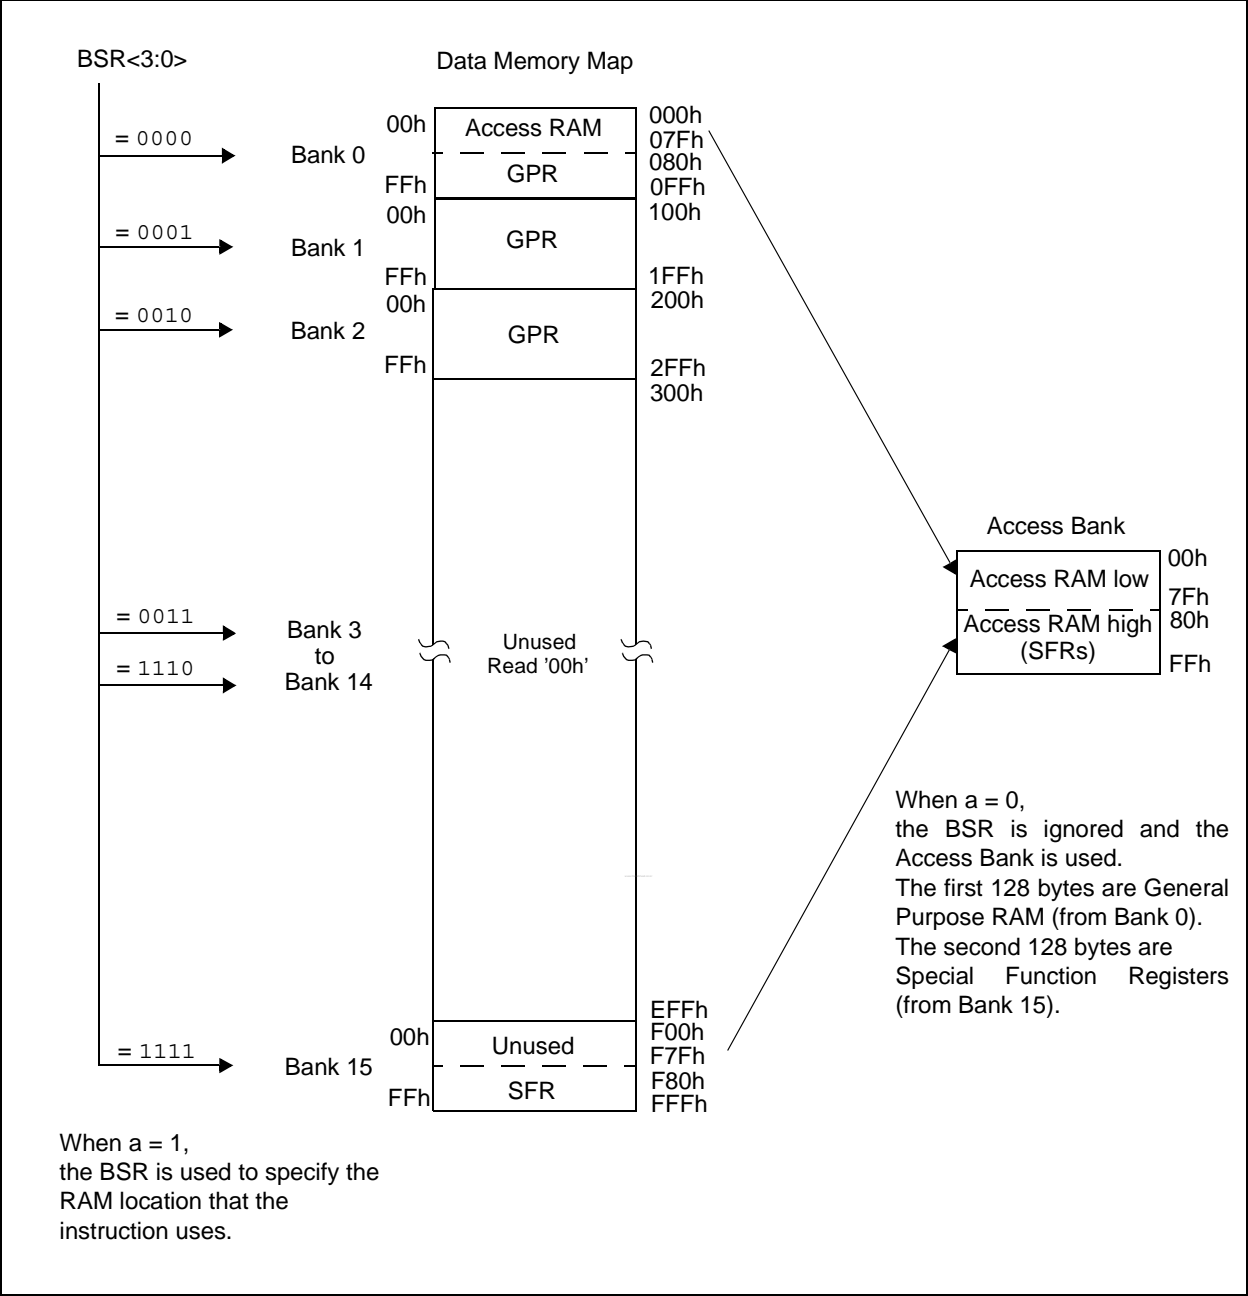 BSR<3:0>
Data Memory Map
= 0000
Bank 0
00h
Access RAM
000h
07Fh
FFh
GPR
080h
0FFh
= 0001
Bank 1
00h
GPR
100h
FFh
1FFh
= 0010
Bank 2
00h
GPR
200h
FFh
2FFh
300h
Access Bank
Access RAM low
00h
7Fh
Access RAM high
(SFRs)
80h
FFh
= 0011
= 1110
Bank 3
to
Bank 14
Unused
Read '00h'
When a = 0,
the BSR is ignored and the
Access Bank is used.
The first 128 bytes are General
Purpose RAM (from Bank 0).
The second 128 bytes are
Special Function Registers
(from Bank 15).
EFFh
= 1111
Bank 15
00h
Unused
F00h
F7Fh
FFh
SFR
F80h
FFFh
When a = 1,
the BSR is used to specify the
RAM location that the
instruction uses.